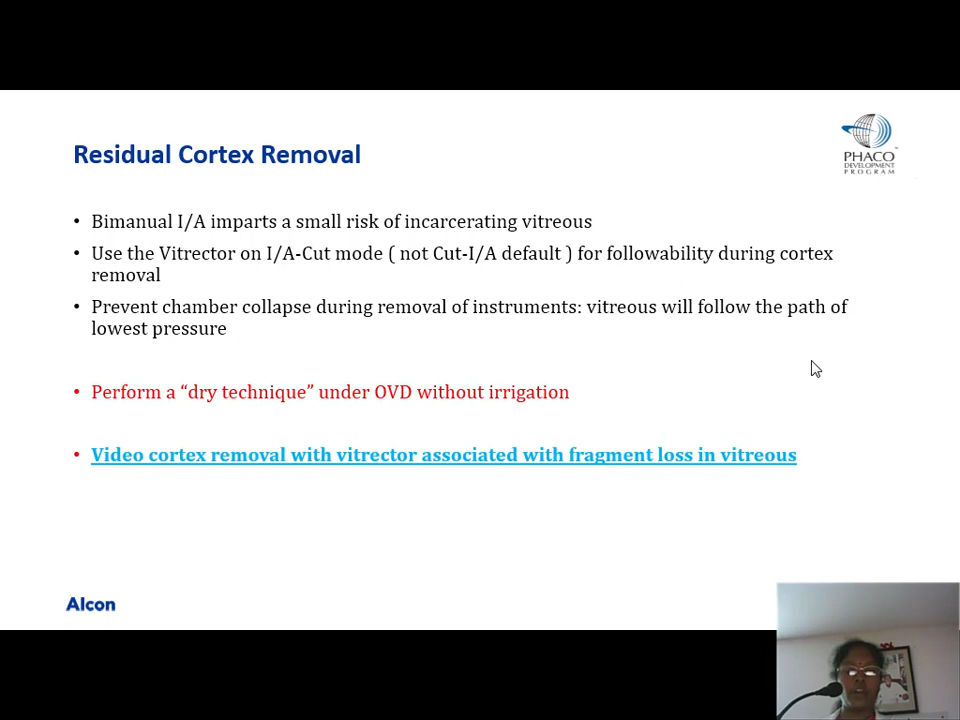 PHACO
DEVELOPMENT
PROGRAM
Residual Cortex Removal
• Bimanual I/A imparts a small risk of incarcerating vitreous
• Use the Vitrector on I/A-Cut mode ( not Cut-I/A default ) for followability during cortex
removal
• Prevent chamber collapse during removal of instruments: vitreous will follow the path of
lowest pressure
• Perform a “dry technique” under OVD without irrigation
• Video cortex removal with vitrector associated with fragment loss in vitreous
Alcon